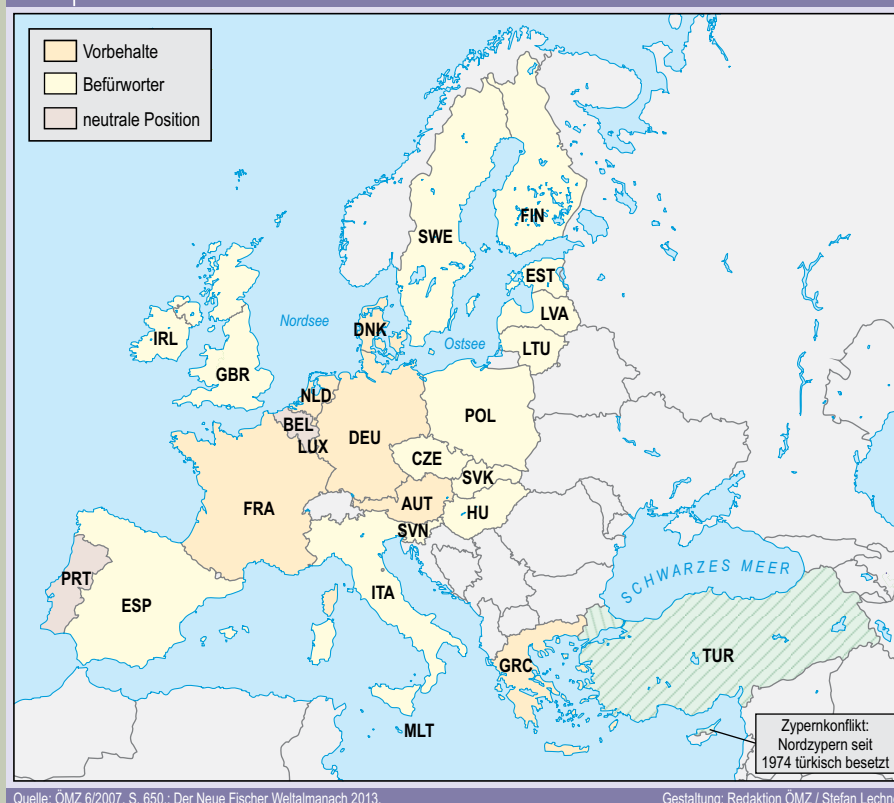 Vorbehalte
Befürworter
neutrale Position
FIN
SWE
EST
LVA
LTU
Nordsee
DNK
Ostsee
IRL
GBR
NLD
BEL
LUX
DEU
POL
CZE
SVK
FRA
AUT
HU
SVN
PRT
ESP
ITA
SCHWARZES MEER
GRC
TUR
MLT
Zypernkonflikt:
Nordzypern seit
1974 türkisch besetzt
Quelle: ÖMZ 6/2007, S. 650.; Der Neue Fischer Weltalmanach 2013.
Gestaltung: Redaktion ÖMZ / Stefan